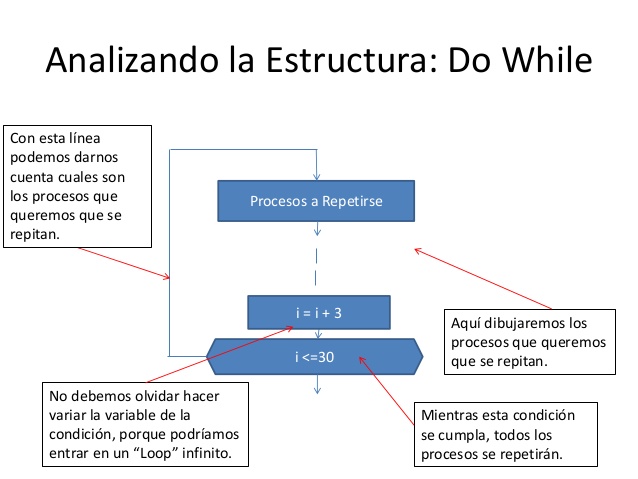 Analizando la Estructura: Do While
Con esta línea
podemos darnos
cuenta cuales son
los procesos que
queremos que se
repitan.
Procesos a Repetirse
i = i + 3
i <=30
Aquí dibujaremos los
procesos que queremos
que se repitan.
No debemos olvidar hacer
variar la variable de la
condición, porque podríamos
entrar en un “Loop” infinito.
Mientras esta condición
se cumpla, todos los
procesos se repetirán.